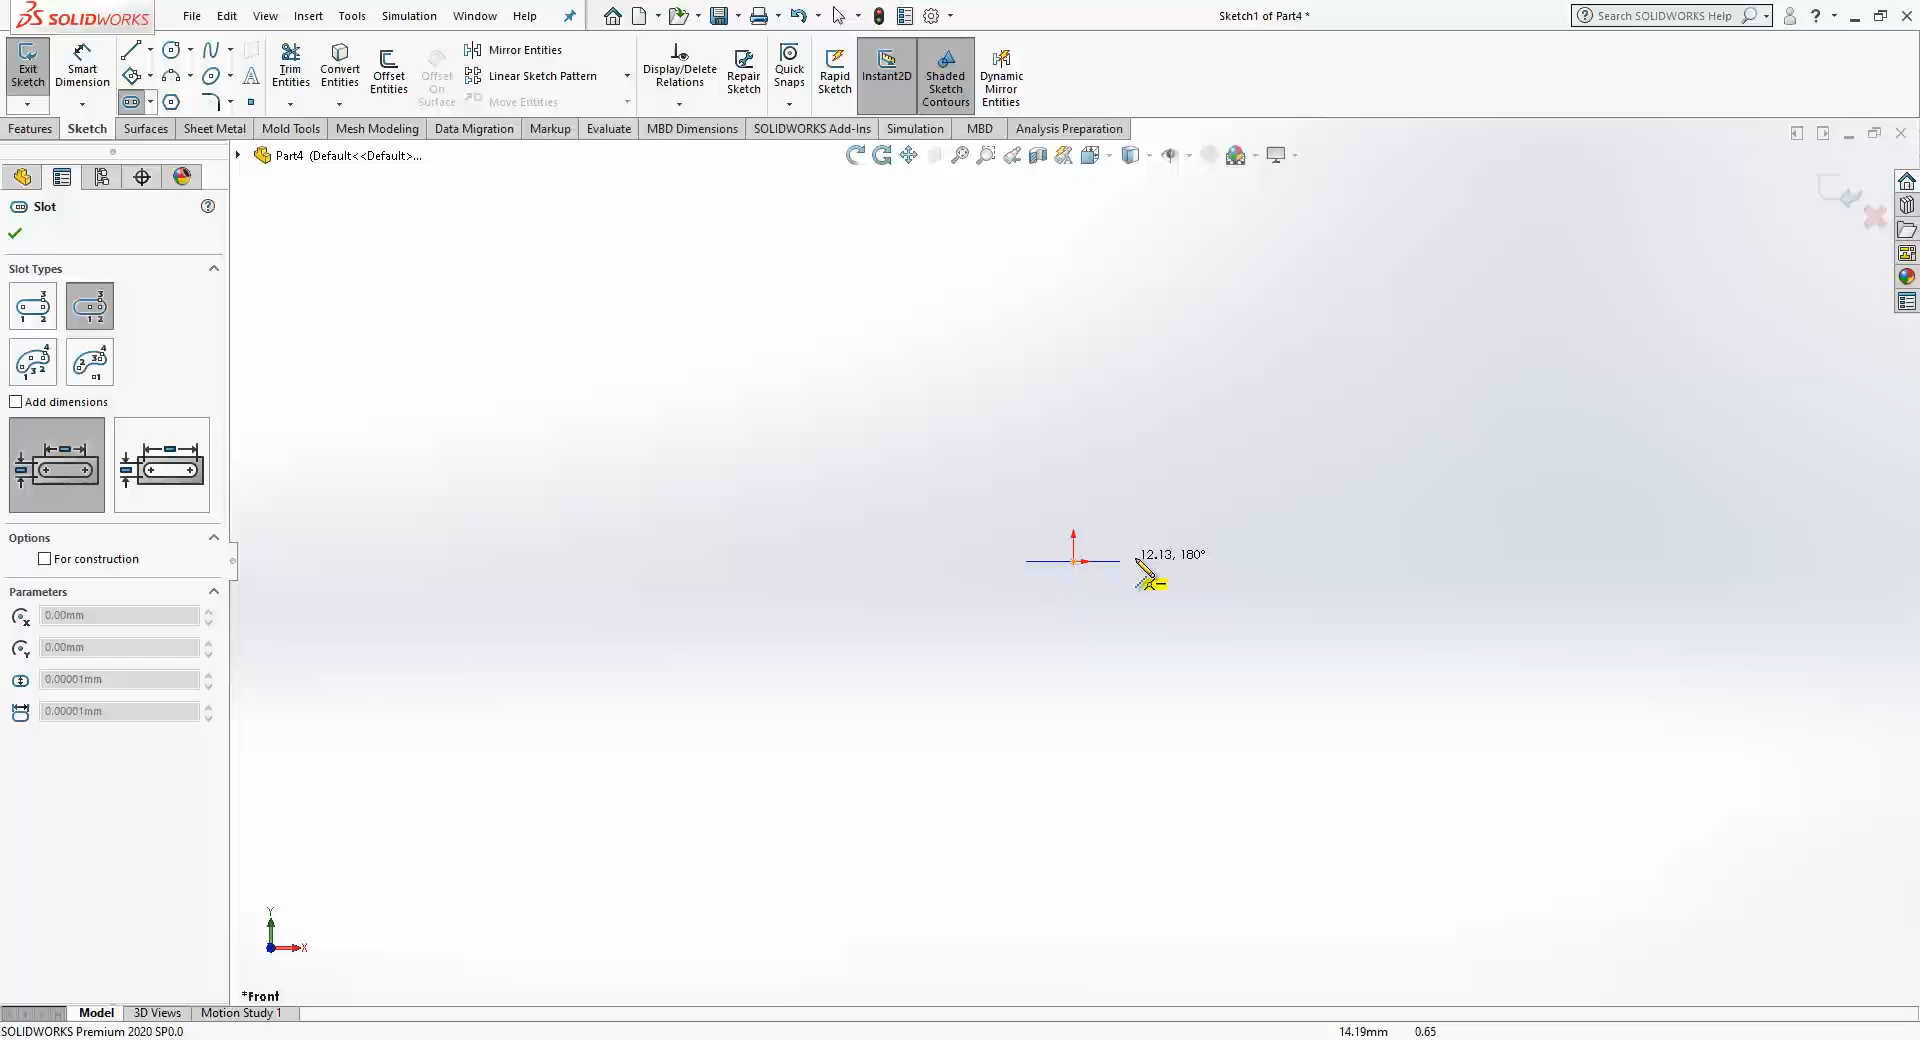 SOLIDWORKS
File Edit View Insert Tools Simulation Window Help
Sketch1 of Part4 *
Search SOLIDWORKS Help
Exit Sketch
Smart Dimension
Trim Entities
Convert Entities
Offset Entities
Offset On Surface
Mirror Entities
Linear Sketch Pattern
Move Entities
Display/Delete Relations
Repair Sketch
Quick Snaps
Rapid Sketch
Instant2D
Shaded Sketch Contours
Dynamic Mirror Entities
Features Sketch Surfaces Sheet Metal Mold Tools Mesh Modeling Data Migration Markup Evaluate MBD Dimensions SOLIDWORKS Add-Ins Simulation MBD Analysis Preparation
Part4 (Default<<Default>...
Slot
Slot Types
Add dimensions
Options
For construction
Parameters
0.00mm
0.00mm
0.00001mm
0.00001mm
12.13, 180°
Y
X
*Front
Model 3D Views Motion Study 1
SOLIDWORKS Premium 2020 SP0.0
14.19mm 0.65